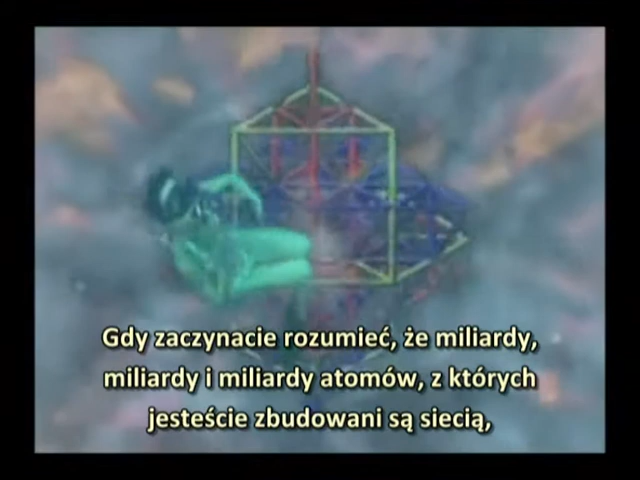 Gdy zaczynacie rozumieć, że miliardy,
miliardy i miliardy atomów, z których
jesteście zbudowani są siecią,